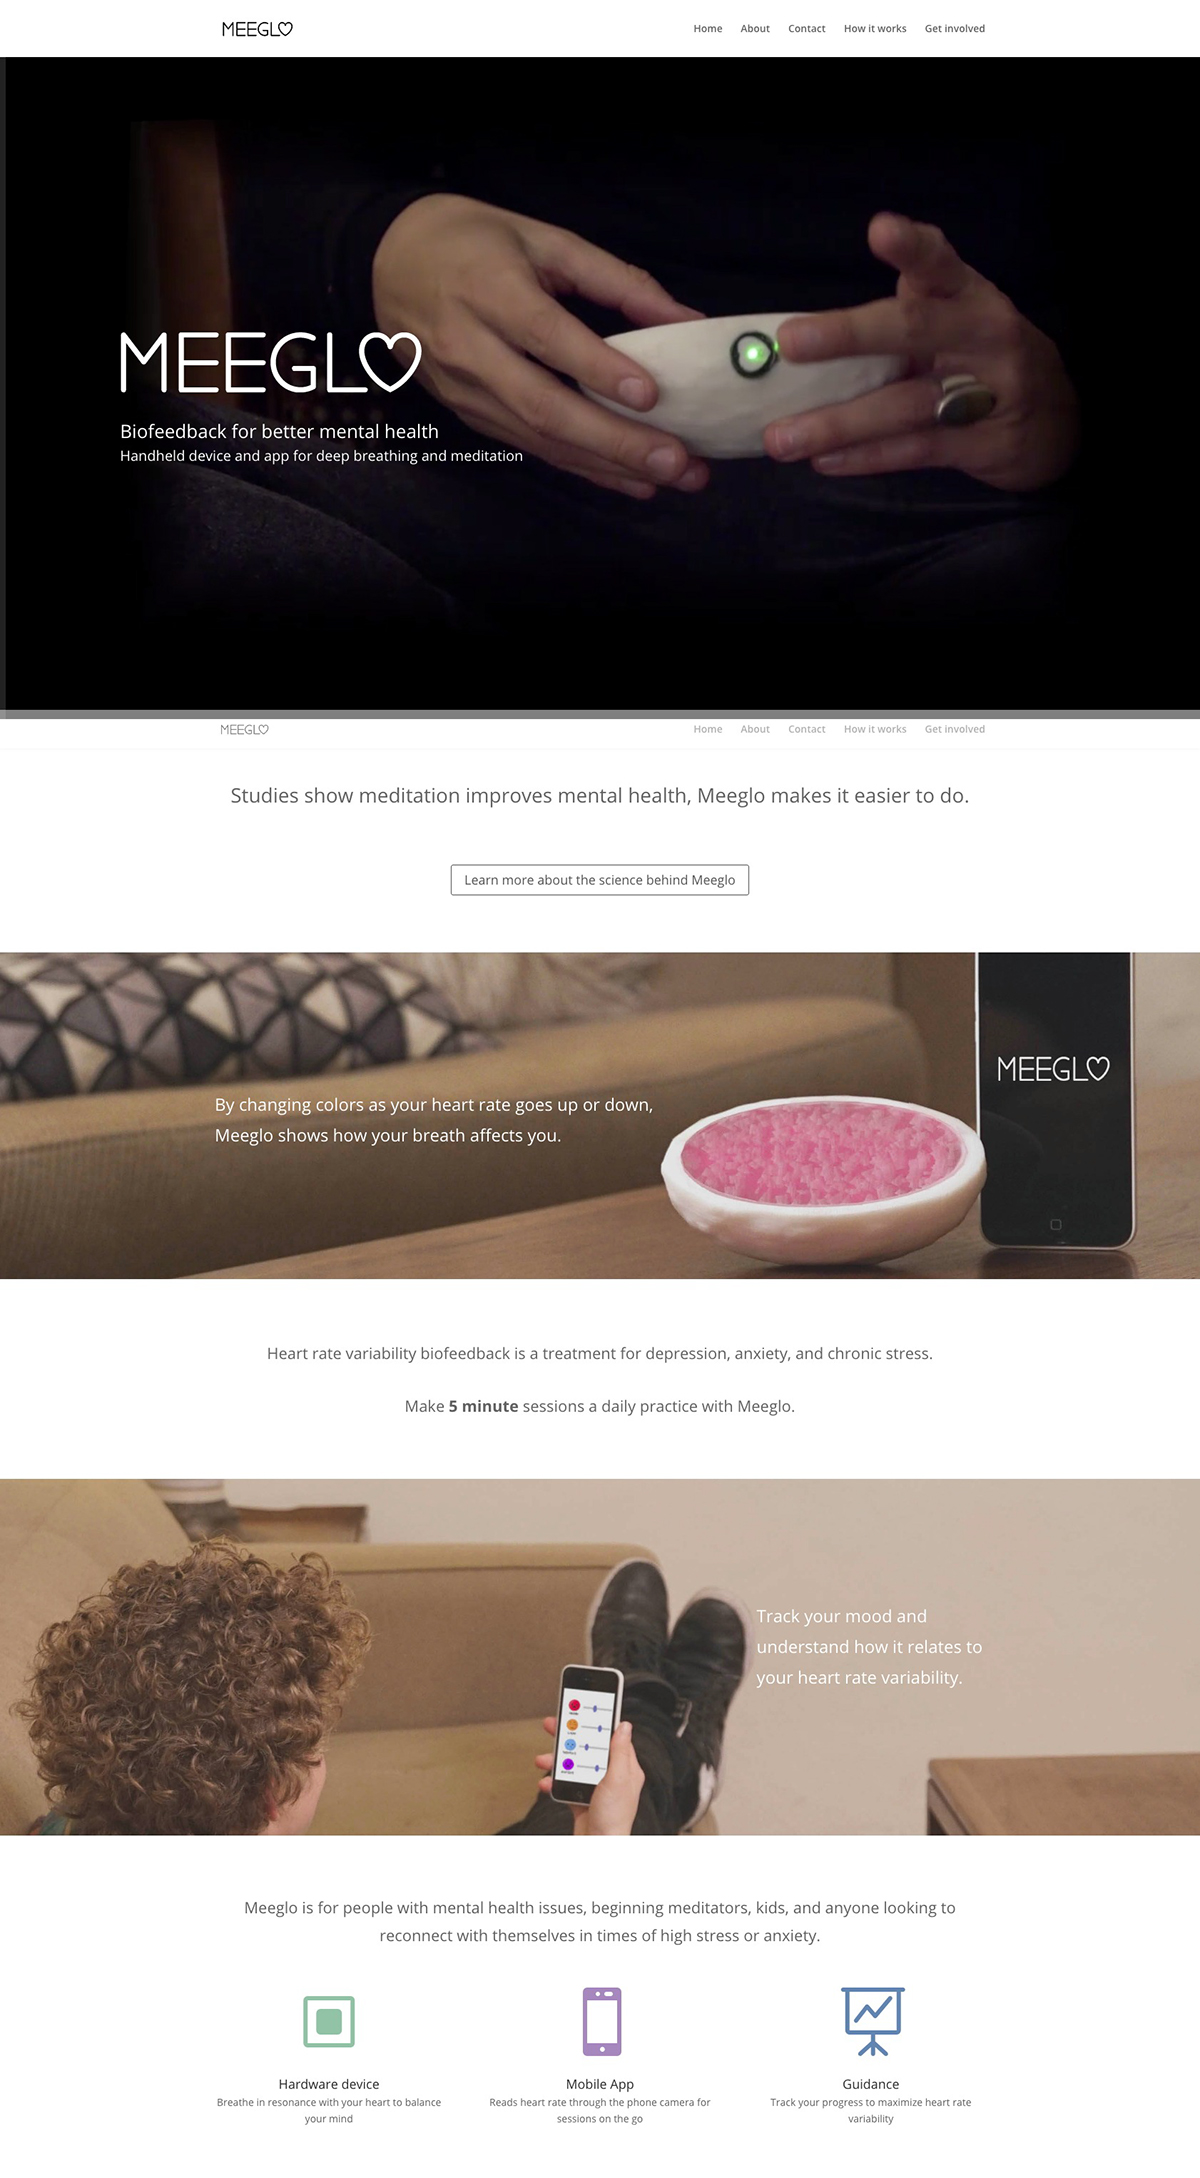 MEEGLO
Home About Contact How it works Get involved
MEEGLO
Biofeedback for better mental health
Handheld device and app for deep breathing and meditation
MEEGLO
Home About Contact How it works Get involved
Studies show meditation improves mental health, Meeglo makes it easier to do.
Learn more about the science behind Meeglo
MEEGLO
By changing colors as your heart rate goes up or down,
Meeglo shows how your breath affects you.
Heart rate variability biofeedback is a treatment for depression, anxiety, and chronic stress.
Make 5 minute sessions a daily practice with Meeglo.
Track your mood and
understand how it relates to
your heart rate variability.
Meeglo is for people with mental health issues, beginning meditators, kids, and anyone looking to
reconnect with themselves in times of high stress or anxiety.
Hardware device
Breathe in resonance with your heart to balance
your mind
Mobile App
Reads heart rate through the phone camera for
sessions on the go
Guidance
Track your progress to maximize heart rate
variability